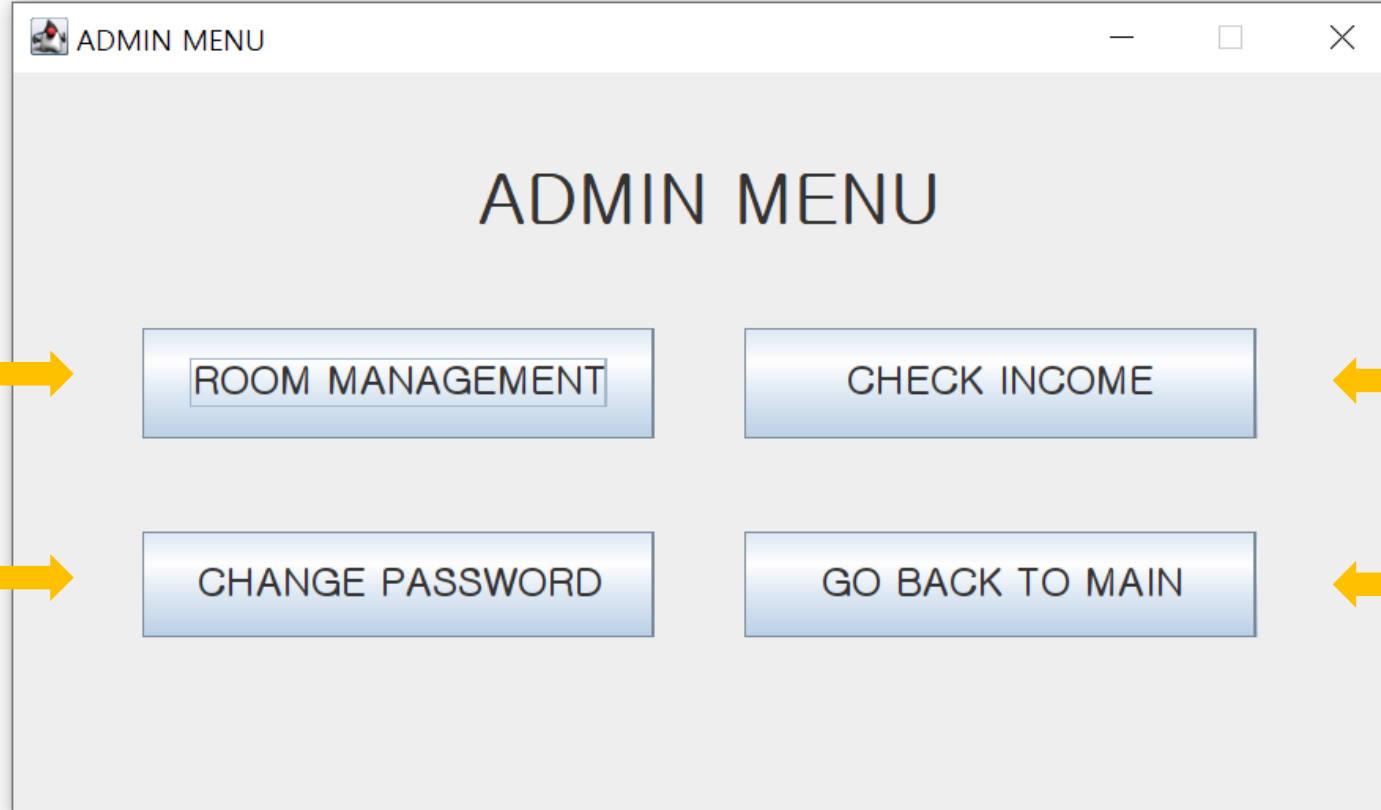 ADMIN MENU
ADMIN MENU
ROOM MANAGEMENT
CHECK INCOME
CHANGE PASSWORD
GO BACK TO MAIN